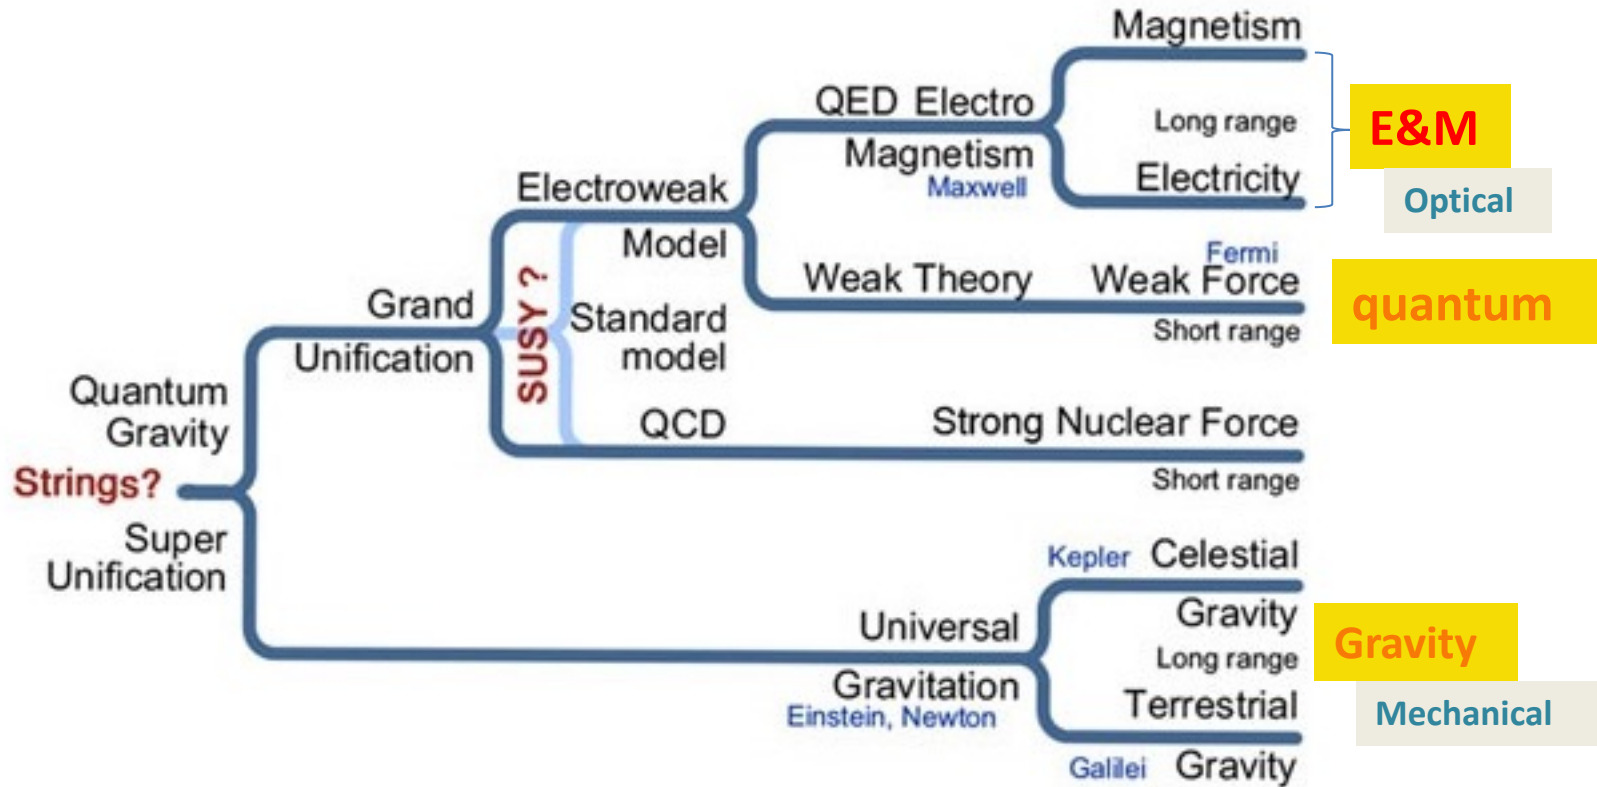 Magnetism
QED Electro
Long range
E&M
Magnetism
Maxwell
Electricity
Optical
Electroweak
Model
Fermi
Weak Theory
Weak Force
Short range
quantum
Grand
Unification
SUSY ?
Standard
model
Quantum
Gravity
QCD
Strong Nuclear Force
Short range
Strings?
Super
Unification
Kepler
Celestial
Gravity
Universal
Gravitation
Einstein, Newton
Long range
Gravity
Terrestrial
Mechanical
Galilei
Gravity